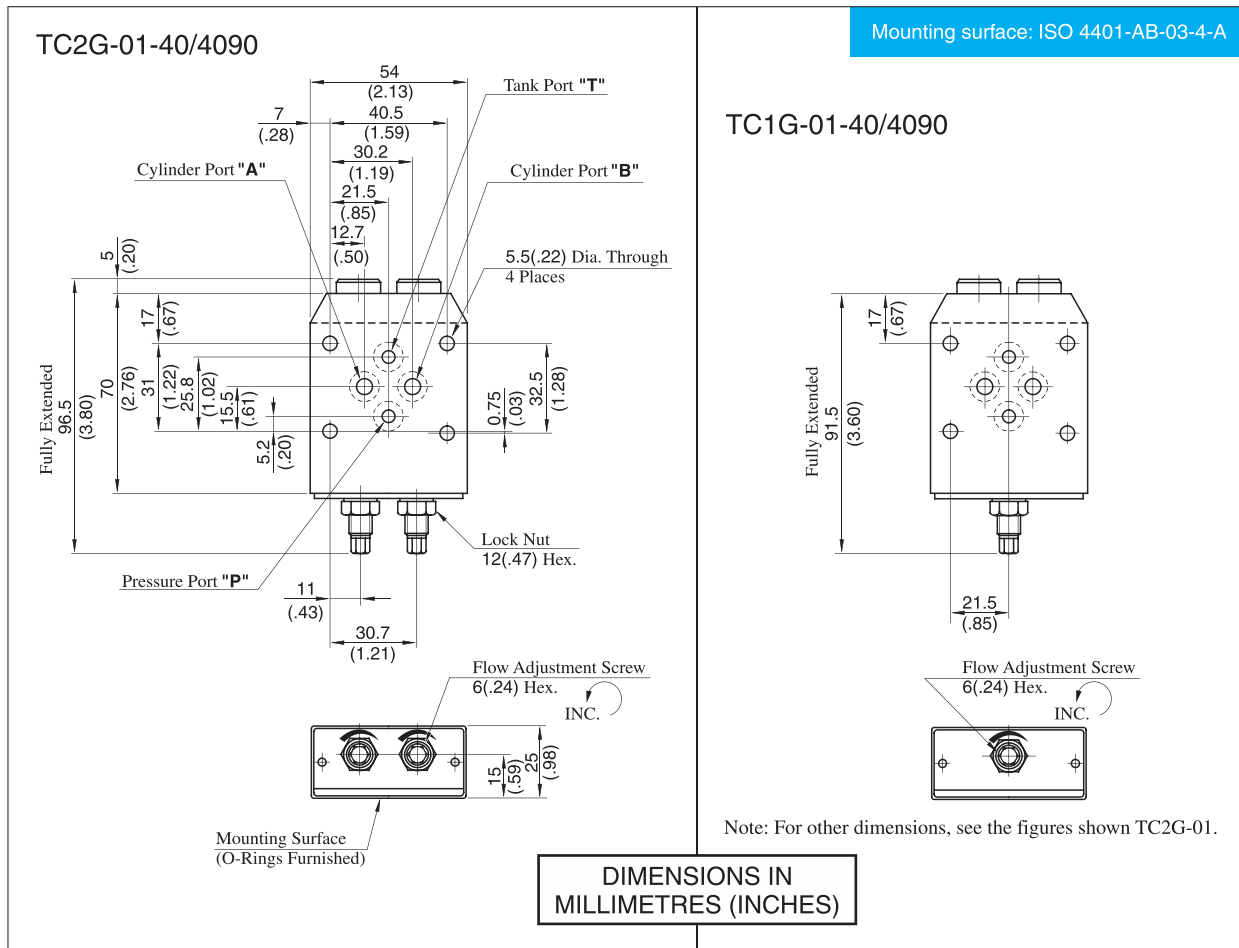 Mounting surface: ISO 4401-AB-03-4-A
TC2G-01-40/4090
54
(2.13)
Tank Port "T"
7
(.28)
40.5
(1.59)
30.2
(1.19)
Cylinder Port "A"
Cylinder Port "B"
21.5
(.85)
12.7
(.50)
5
(.20)
5.5(.22) Dia. Through
4 Places
17
(.67)
Fully Extended
96.5
(3.80)
70
(2.76)
31
(1.22)
25.8
(1.02)
15.5
(.61)
5.2
(.20)
0.75
(.03)
32.5
(1.28)
Lock Nut
12(.47) Hex.
Pressure Port "P"
11
(.43)
30.7
(1.21)
Flow Adjustment Screw
6(.24) Hex.
INC.
15
(.59)
25
(.98)
Mounting Surface
(O-Rings Furnished)
TC1G-01-40/4090
17
(.67)
Fully Extended
91.5
(3.60)
21.5
(.85)
Flow Adjustment Screw
6(.24) Hex.
INC.
Note: For other dimensions, see the figures shown TC2G-01.
DIMENSIONS IN
MILLIMETRES (INCHES)